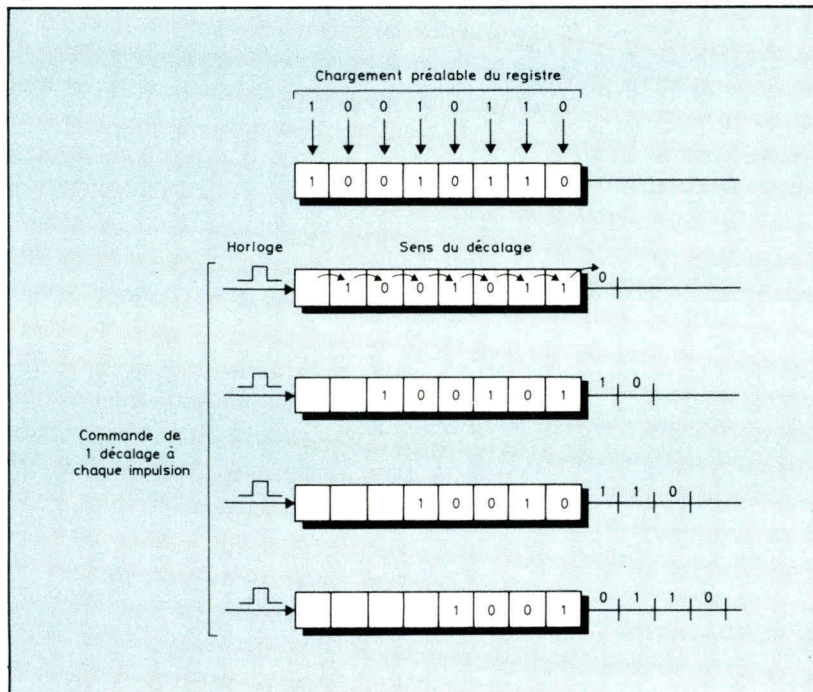 Chargement préalable du registre
1 0 0 1 0 1 1 0
1 0 0 1 0 1 1 0
Horloge
Sens du décalage
1 0 0 1 0 1 1 0
1 0 0 1 0 1 1 0
Commande de
1 décalage à
chaque impulsion
1 0 0 1 0 1 1 0
1 0 0 1 0 1 1 0